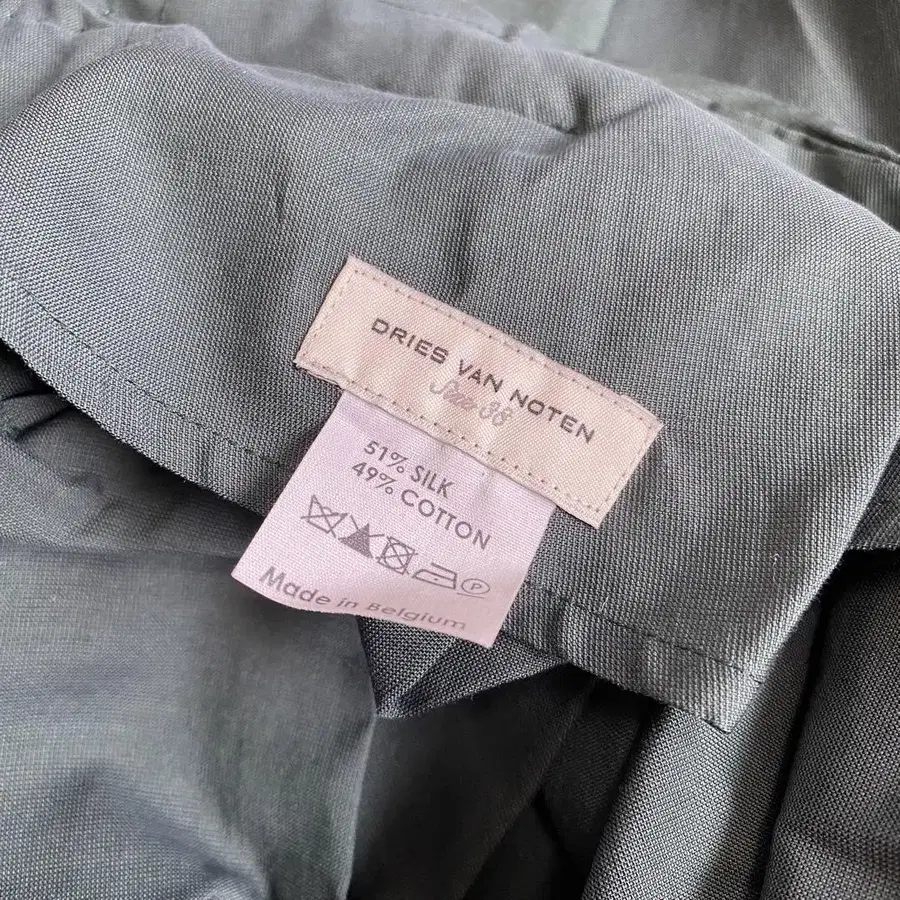 DRIES VAN NOTEN
Size 38
51% SILK
49% COTTON
P
Made in Belgium